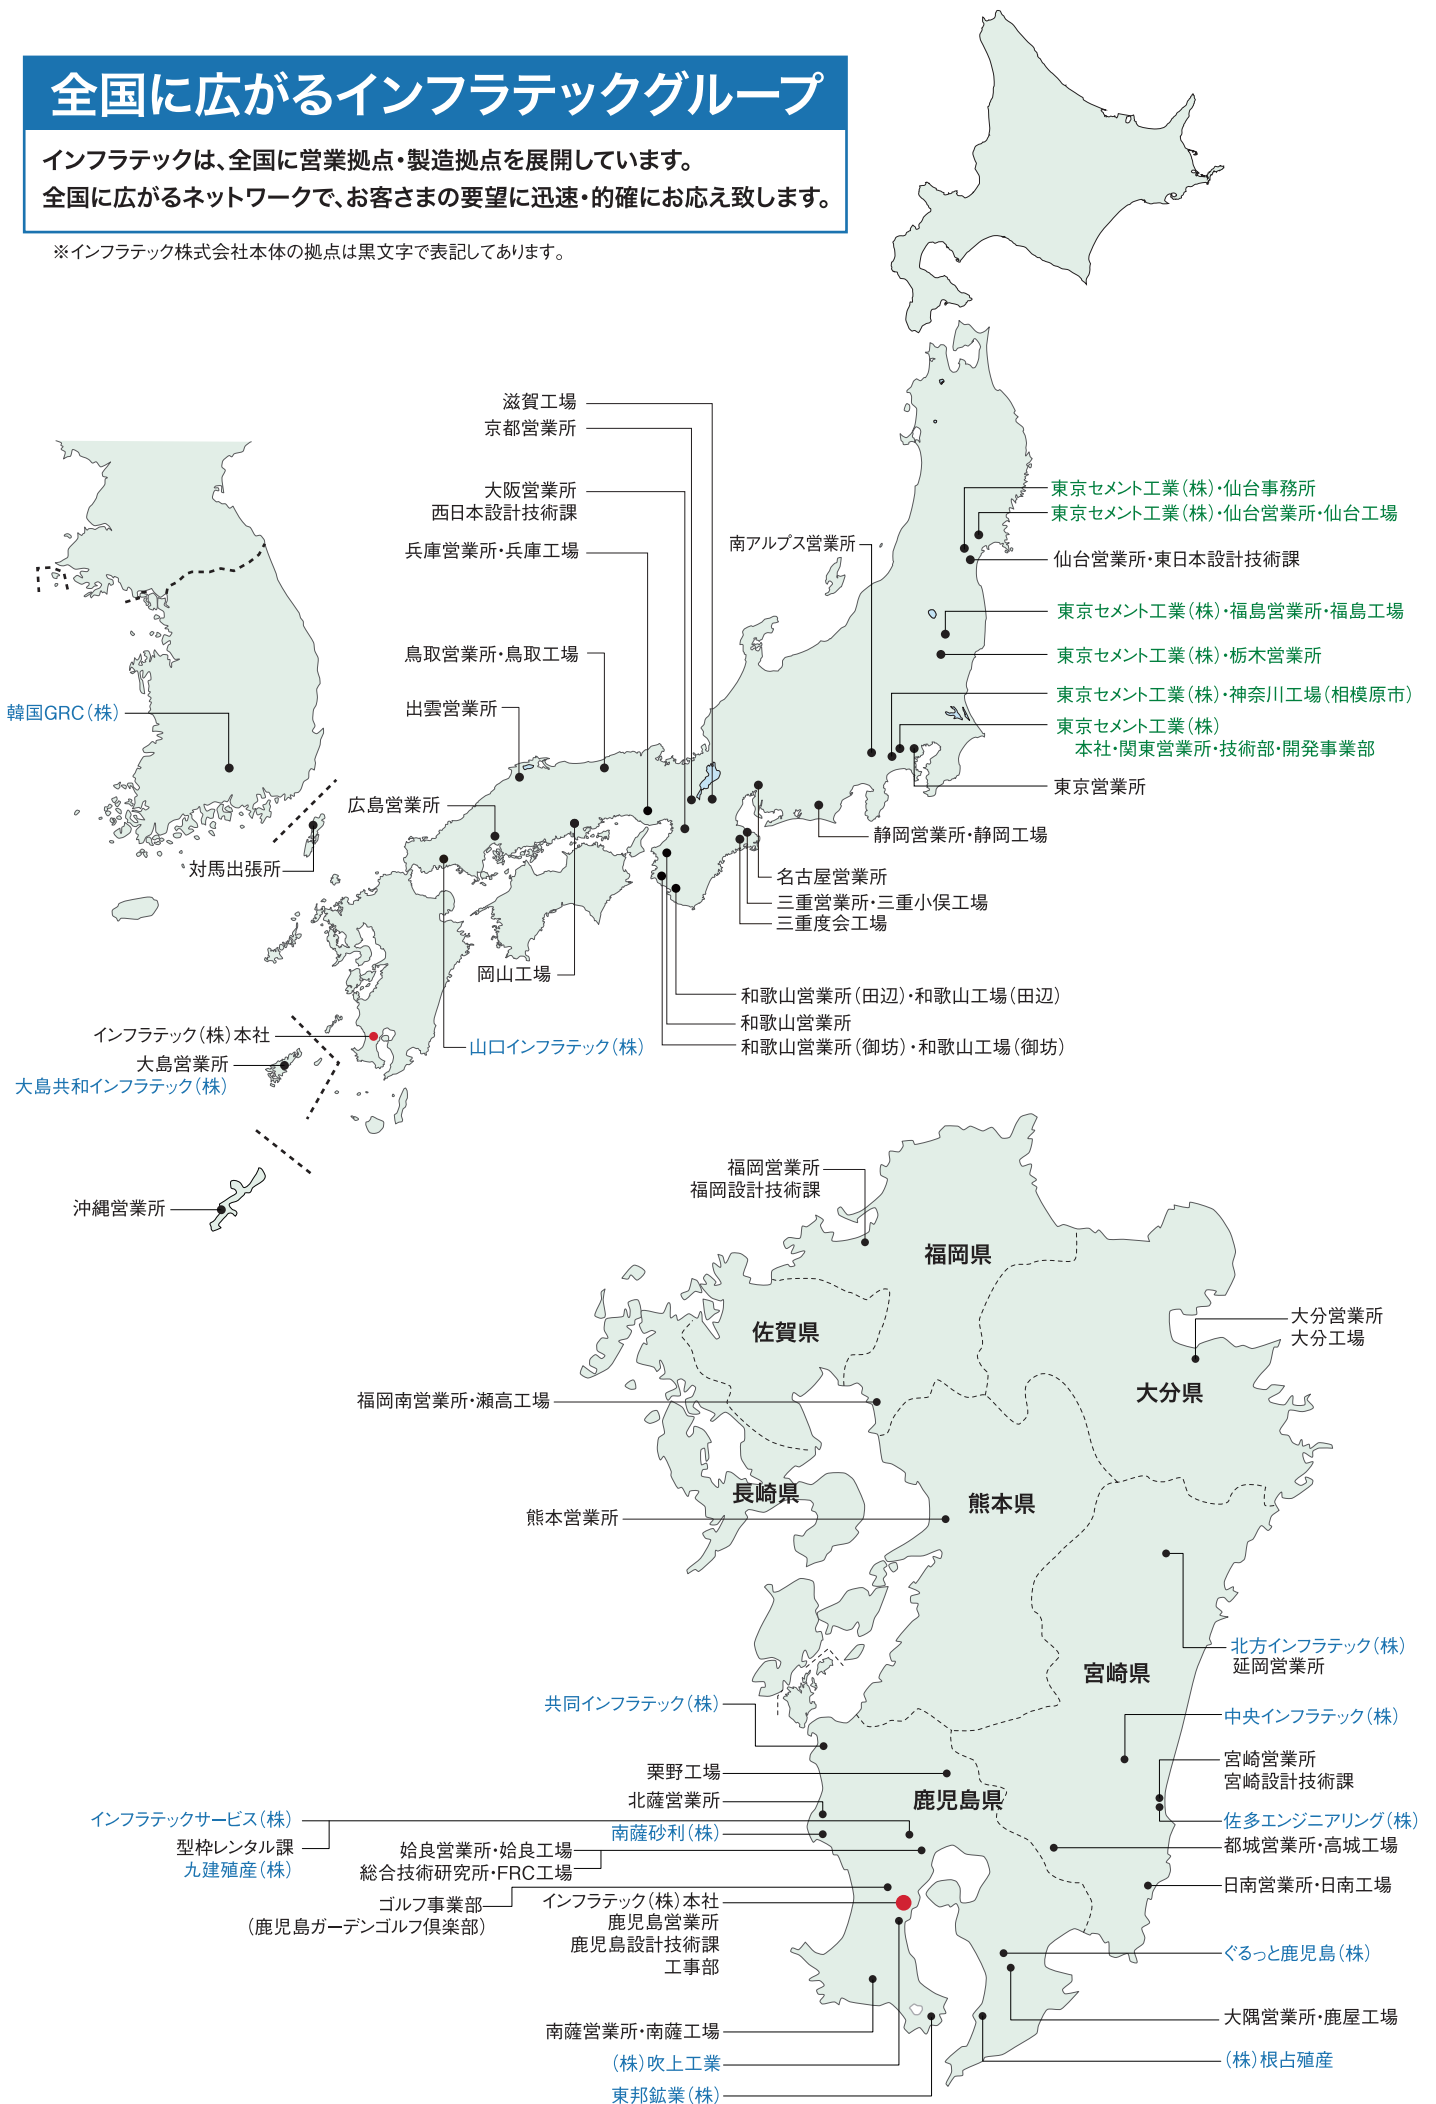 全国に広がるインフラテックグループ
インフラテックは、全国に営業拠点・製造拠点を展開しています。
全国に広がるネットワークで、お客さまの要望に迅速・的確にお応え致します。
※インフラテック株式会社本体の拠点は黒文字で表記してあります。
滋賀工場
京都営業所
大阪営業所
西日本設計技術課
兵庫営業所・兵庫工場
南アルプス営業所
東京セメント工業（株）・仙台事務所
東京セメント工業（株）・仙台営業所・仙台工場
仙台営業所・東日本設計技術課
東京セメント工業（株）・福島営業所・福島工場
鳥取営業所・鳥取工場
東京セメント工業（株）・栃木営業所
出雲営業所
東京セメント工業（株）・神奈川工場（相模原市）
韓国GRC（株）
東京セメント工業（株）
本社・関東営業所・技術部・開発事業部
東京営業所
広島営業所
静岡営業所・静岡工場
対馬出張所
名古屋営業所
三重営業所・三重小俣工場
三重度会工場
岡山工場
和歌山営業所（田辺）・和歌山工場（田辺）
和歌山営業所
和歌山営業所（御坊）・和歌山工場（御坊）
インフラテック（株）本社
山口インフラテック（株）
大島営業所
大島共和インフラテック（株）
沖縄営業所
福岡営業所
福岡設計技術課
福岡県
大分営業所
大分工場
佐賀県
大分県
福岡南営業所・瀬高工場
長崎県
熊本県
熊本営業所
北方インフラテック（株）
延岡営業所
宮崎県
共同インフラテック（株）
中央インフラテック（株）
宮崎営業所
宮崎設計技術課
栗野工場
北薩営業所
鹿児島県
インフラテックサービス（株）
南薩砂利（株）
佐多エンジニアリング（株）
型枠レンタル課
九建殖産（株）
姶良営業所・姶良工場
総合技術研究所・FRC工場
都城営業所・高城工場
日南営業所・日南工場
ゴルフ事業部
（鹿児島ガーデンゴルフ倶楽部）
インフラテック（株）本社
鹿児島営業所
鹿児島設計技術課
工事部
ぐるっと鹿児島（株）
大隅営業所・鹿屋工場
南薩営業所・南薩工場
（株）吹上工業
（株）根占殖産
東邦鉱業（株）